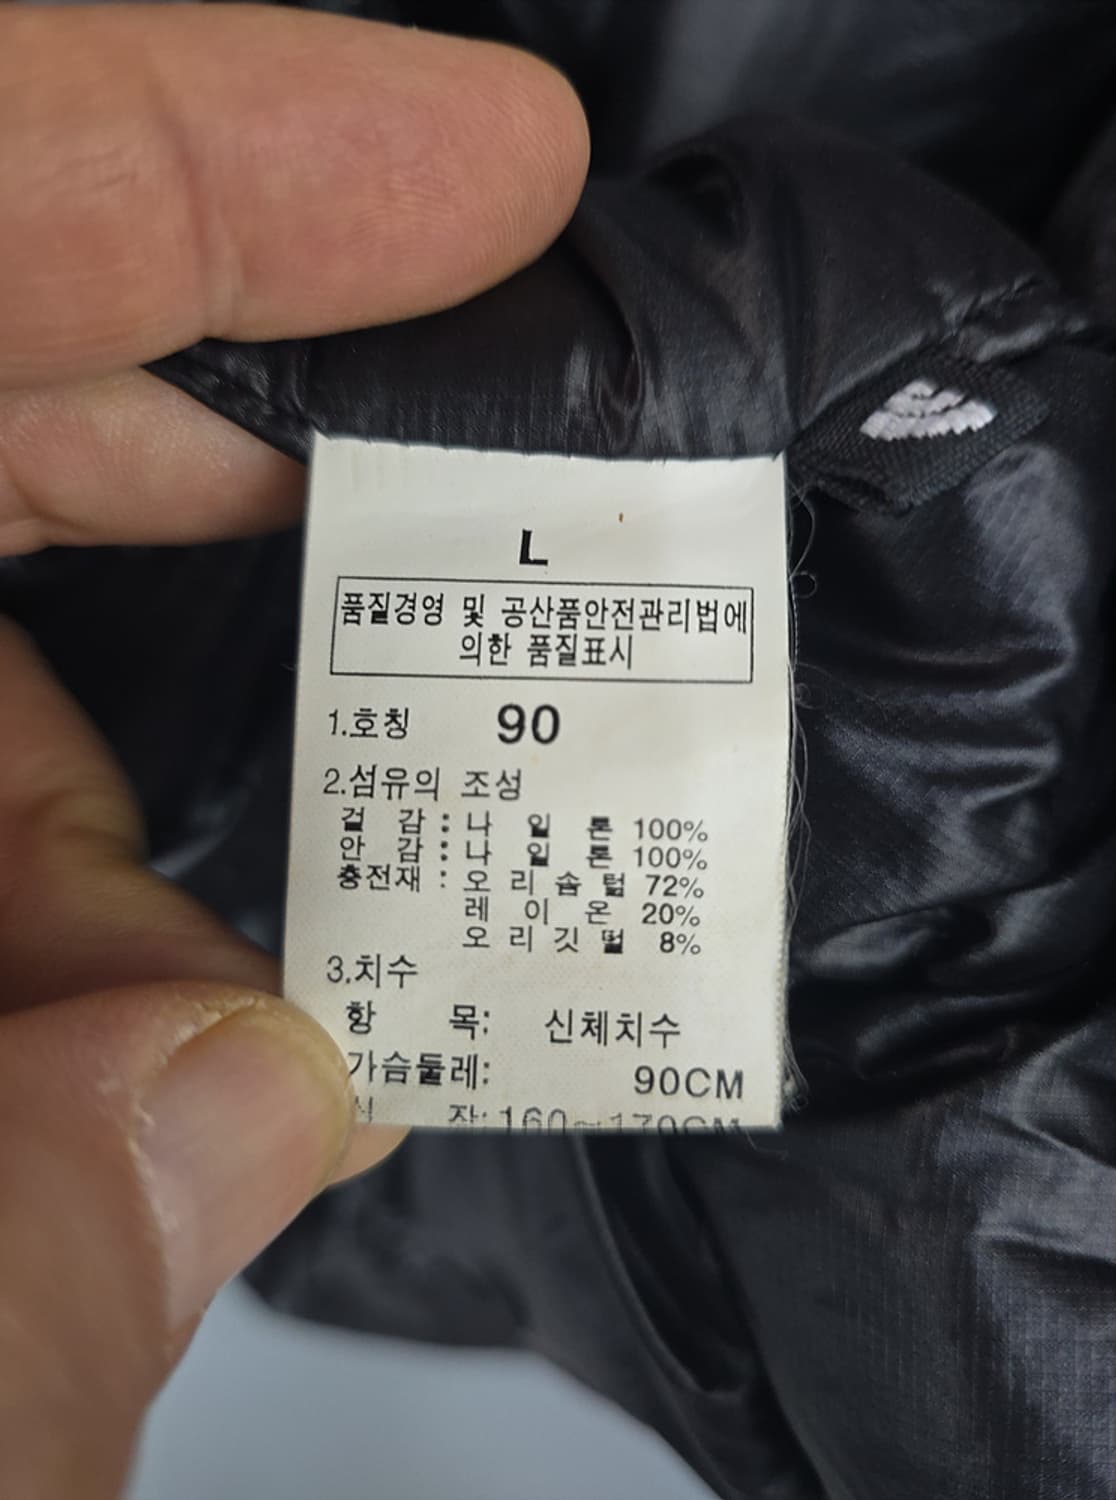 L
품질경영 및 공산품안전관리법에
의한 품질표시
1.호칭 90
2.섬유의 조성
겉 감 : 나 일 론 100%
안 감 : 나 일 론 100%
충전재 : 오 리 솜 털 72%
레 이 온 20%
오 리 깃 털 8%
3.치수
항 목: 신체치수
가슴둘레: 90CM
장: 160~170CM